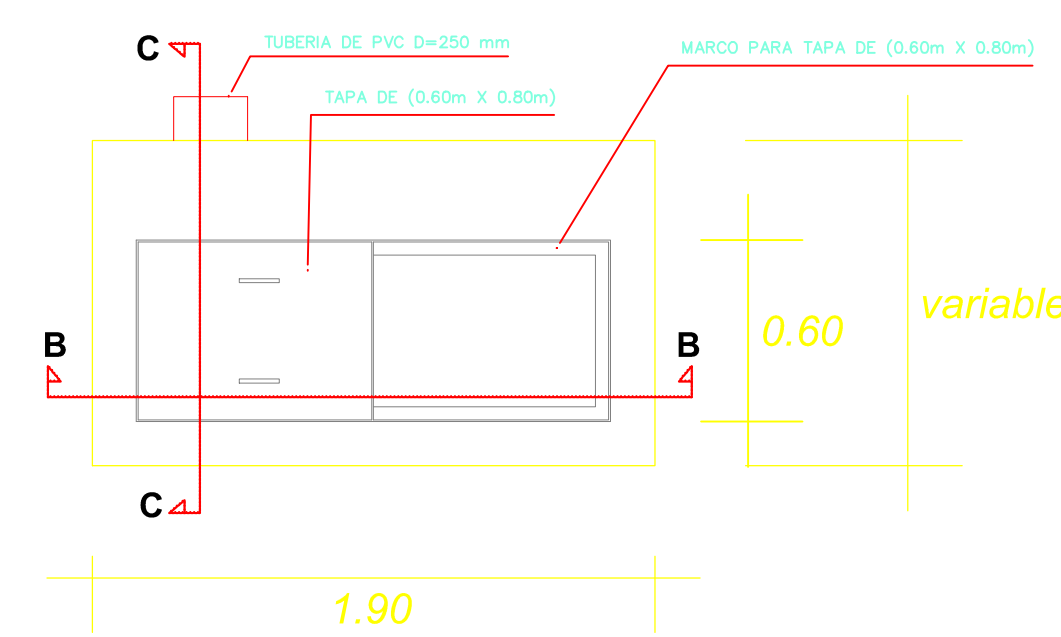 C
TUBERIA DE PVC D=250 mm
MARCO PARA TAPA DE (0.60m X 0.80m)
TAPA DE (0.60m X 0.80m)
variable
0.60
B
B
C
1.90